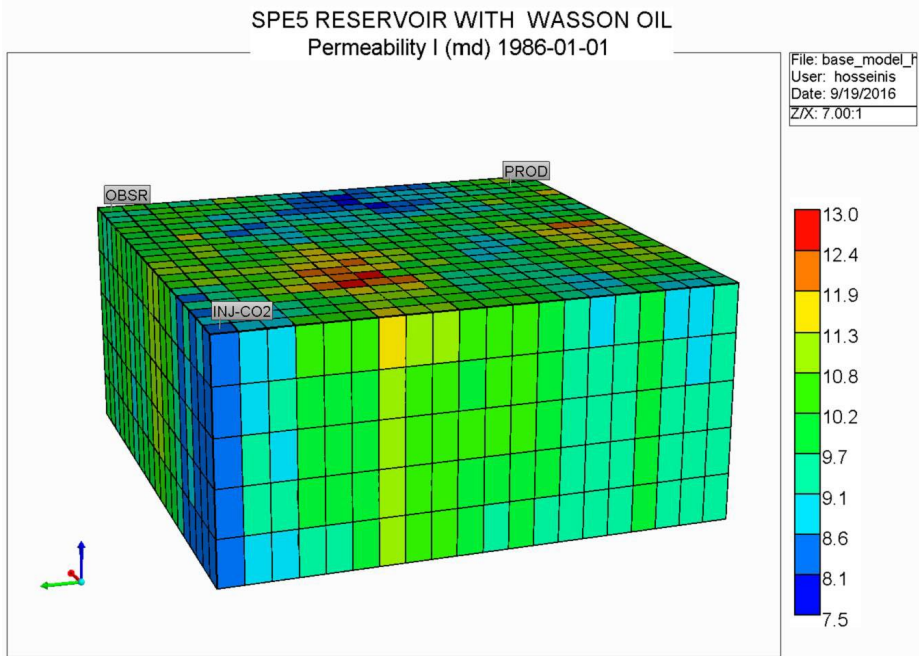 SPE5 RESERVOIR WITH WASSON OIL
Permeability I (md) 1986-01-01
File: base_model_h
User: hosseinis
Date: 9/19/2016
Z/X: 7.00:1
PROD
OBSR
INJ-CO2
13.0
12.4
11.9
11.3
10.8
10.2
9.7
9.1
8.6
8.1
7.5